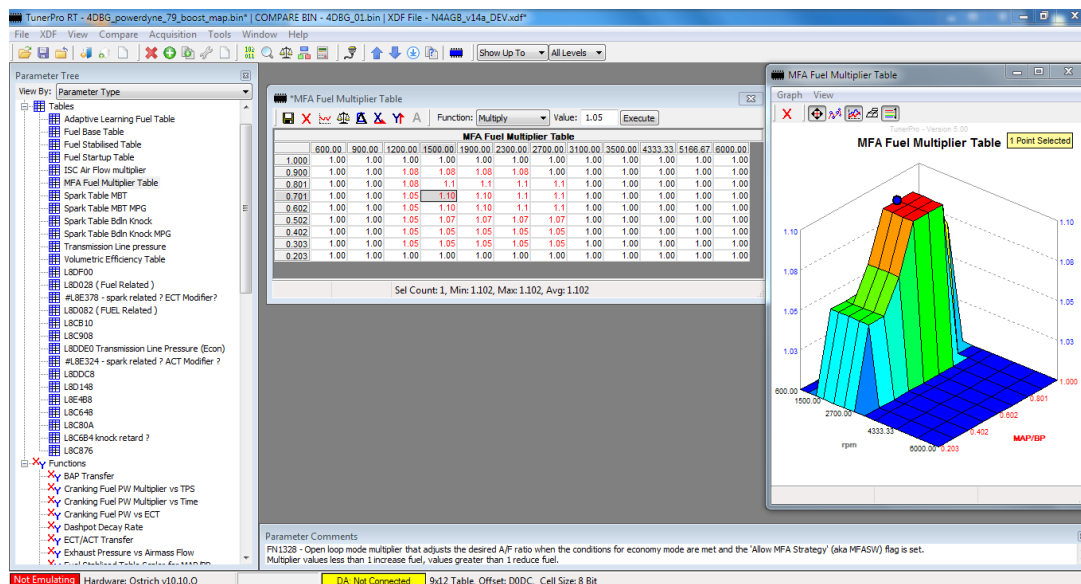 TunerPro RT - 4DBG_powerdyne_79_boost_map.bin* | COMPARE BIN - 4DBG_01.bin | XDF File - N4AGB_v14a_DEV.xdf*
File XDF View Compare Acquisition Tools Window Help
Show Up To All Levels
Parameter Tree
View By: Parameter Type
Tables
Adaptive Learning Fuel Table
Fuel Base Table
Fuel Stabilised Table
Fuel Startup Table
ISC Air Flow multiplier
MFA Fuel Multiplier Table
Spark Table MBT
Spark Table MBT MPG
Spark Table Bdln Knock
Spark Table Bdln Knock MPG
Transmission Line pressure
Volumetric Efficiency Table
L8DF00
L8D028 ( Fuel Related )
#L8E378 - spark related ? ECT Modifier?
L8D082 ( FUEL Related )
L8CB10
L8C908
L8DDE0 Transmission Line Pressure (Econ)
#L8E324 - spark related ? ACT Modifier ?
L8DDC8
L8D148
L8E4B8
L8C648
L8C80A
L8C6B4 knock retard ?
L8C876
Functions
BAP Transfer
Cranking Fuel PW Multiplier vs TPS
Cranking Fuel PW Multiplier vs Time
Cranking Fuel PW vs ECT
Dashpot Decay Rate
ECT/ACT Transfer
Exhaust Pressure vs Airmass Flow
Fuel Stabilised Table Scaler for MAP/BP
*MFA Fuel Multiplier Table
Function: Multiply Value: 1.05 Execute
MFA Fuel Multiplier Table
600.00 900.00 1200.00 1500.00 1900.00 2300.00 2700.00 3100.00 3500.00 4333.33 5166.67 6000.00
1.000 1.00 1.00 1.00 1.00 1.00 1.00 1.00 1.00 1.00 1.00 1.00 1.00
0.900 1.00 1.00 1.08 1.08 1.08 1.08 1.00 1.00 1.00 1.00 1.00 1.00
0.801 1.00 1.00 1.08 1.1 1.1 1.1 1.1 1.00 1.00 1.00 1.00 1.00
0.701 1.00 1.00 1.05 1.10 1.10 1.1 1.1 1.00 1.00 1.00 1.00 1.00
0.602 1.00 1.00 1.05 1.10 1.10 1.1 1.1 1.00 1.00 1.00 1.00 1.00
0.502 1.00 1.00 1.05 1.07 1.07 1.07 1.07 1.00 1.00 1.00 1.00 1.00
0.402 1.00 1.00 1.05 1.05 1.05 1.05 1.05 1.00 1.00 1.00 1.00 1.00
0.303 1.00 1.00 1.05 1.05 1.05 1.05 1.05 1.00 1.00 1.00 1.00 1.00
0.203 1.00 1.00 1.00 1.00 1.00 1.00 1.00 1.00 1.00 1.00 1.00 1.00
Sel Count: 1, Min: 1.102, Max: 1.102, Avg: 1.102
MFA Fuel Multiplier Table
Graph View
TunerPro - Version 5.00
MFA Fuel Multiplier Table
1 Point Selected
1.10
1.08
1.05
1.03
1.10
1.08
1.05
1.03
1.000
600.00
1500.00
2700.00
4333.33
6000.00
0.203
0.402
0.602
0.801
rpm
MAP/BP
Parameter Comments
FN1328 - Open loop mode multiplier that adjusts the desired A/F ratio when the conditions for economy mode are met and the 'Allow MFA Strategy' (aka MFASW) flag is set.
Multiplier values less than 1 increase fuel, values greater than 1 reduce fuel.
Not Emulating Hardware: Ostrich v10.10.O DA: Not Connected 9x12 Table, Offset: D0DC, Cell Size: 8 Bit